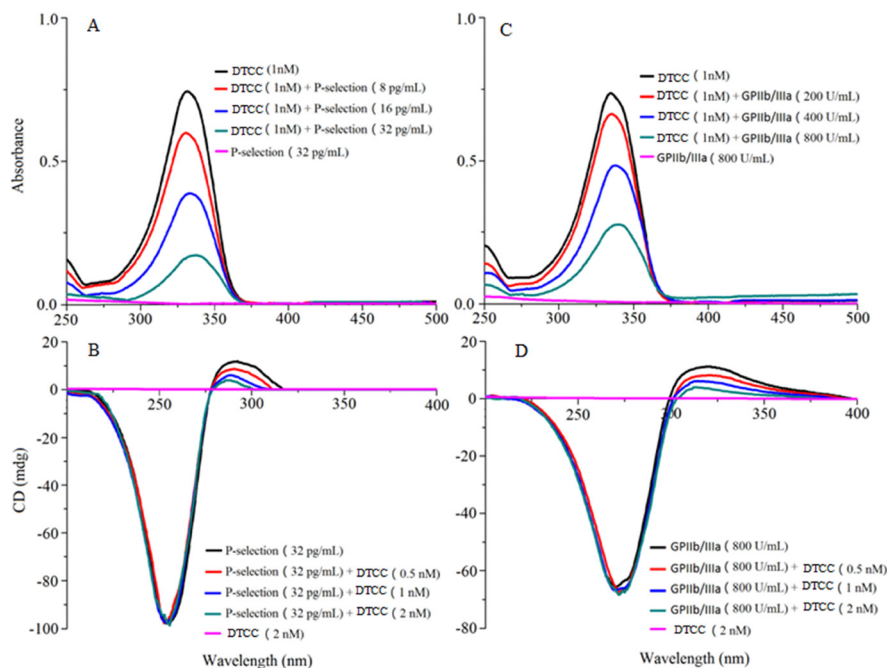 A
1.0
DTCC (1nM)
DTCC ( 1nM) + P-selection ( 8 pg/mL)
DTCC ( 1nM) + P-selection ( 16 pg/mL)
DTCC ( 1nM) + P-selection ( 32 pg/mL)
P-selection ( 32 pg/mL)
0.5
0.0
Absorbance
250 300 350 400 450 500
C
1.0
DTCC ( 1nM)
DTCC ( 1nM) + GPIIb/IIIa ( 200 U/mL)
DTCC ( 1nM) + GPIIb/IIIa ( 400 U/mL)
DTCC ( 1nM) + GPIIb/IIIa ( 800 U/mL)
GPIIb/IIIa ( 800 U/mL)
0.5
0.0
250 300 350 400 450 500
B
20
0
-20
-40
-60
-80
-100
CD (mdg)
250 300 350 400
P-selection ( 32 pg/mL)
P-selection ( 32 pg/mL) + DTCC ( 0.5 nM)
P-selection ( 32 pg/mL) + DTCC ( 1 nM)
P-selection ( 32 pg/mL) + DTCC ( 2 nM)
DTCC ( 2 nM)
Wavelength (nm)
D
20
0
-20
-40
-60
-80
250 300 350 400
GPIIb/IIIa ( 800 U/mL)
GPIIb/IIIa ( 800 U/mL) + DTCC ( 0.5 nM)
GPIIb/IIIa ( 800 U/mL) + DTCC ( 1 nM)
GPIIb/IIIa ( 800 U/mL) + DTCC ( 2 nM)
DTCC ( 2 nM)
Wavelength (nm)